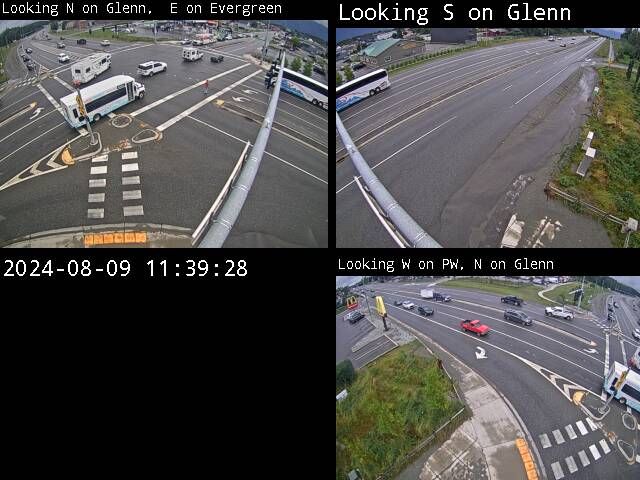 Looking N on Glenn, E on Evergreen
Looking S on Glenn
2024-08-09 11:39:28
Looking W on PW, N on Glenn